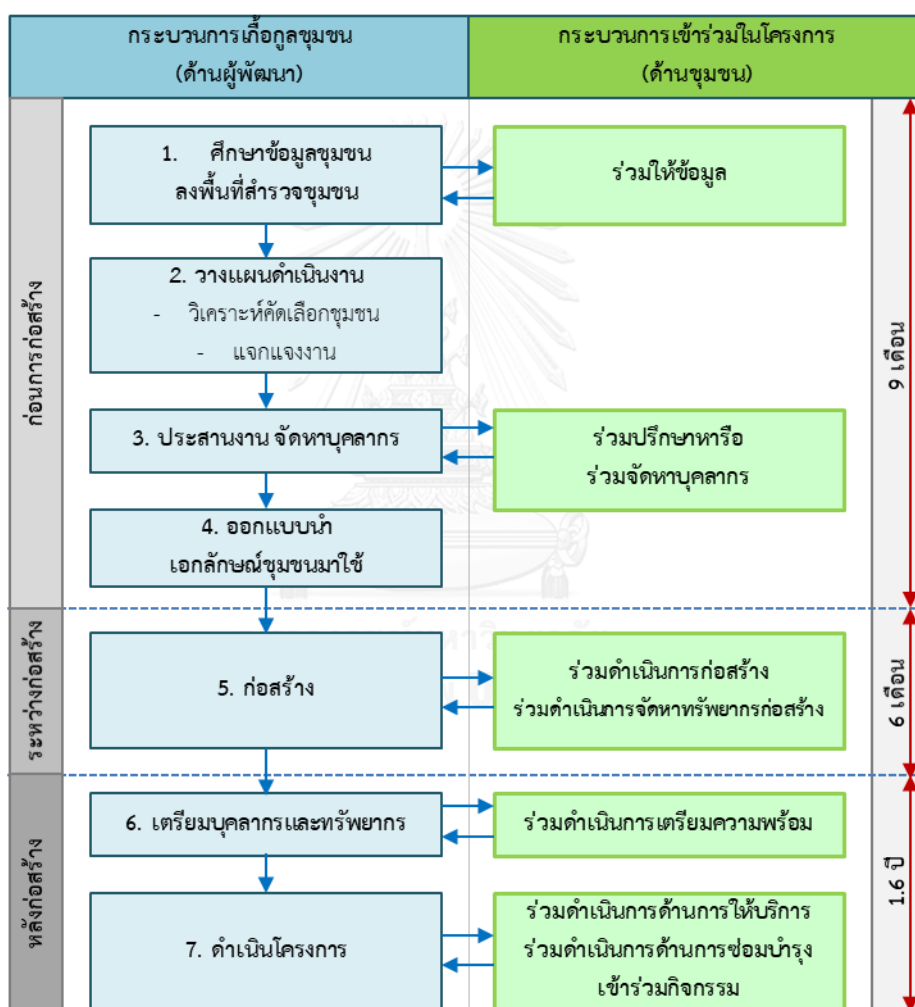 กระบวนการเกื้อกูลชุมชน
(ด้านผู้พัฒนา)
กระบวนการเข้าร่วมในโครงการ
(ด้านชุมชน)
ก่อนการก่อสร้าง
1. ศึกษาข้อมูลชุมชน
ลงพื้นที่สำรวจชุมชน
ร่วมให้ข้อมูล
2. วางแผนดำเนินงาน
- วิเคราะห์คัดเลือกชุมชน
- แจกแจงงาน
3. ประสานงาน จัดหาบุคลากร
ร่วมปรึกษาหารือ
ร่วมจัดหาบุคลากร
4. ออกแบบนำ
เอกลักษณ์ชุมชนมาใช้
9 เดือน
ระหว่างก่อสร้าง
5. ก่อสร้าง
ร่วมดำเนินการก่อสร้าง
ร่วมดำเนินการจัดหาทรัพยากรก่อสร้าง
6 เดือน
หลังก่อสร้าง
6. เตรียมบุคลากรและทรัพยากร
ร่วมดำเนินการเตรียมความพร้อม
7. ดำเนินโครงการ
ร่วมดำเนินการด้านการให้บริการ
ร่วมดำเนินการด้านการซ่อมบำรุง
เข้าร่วมกิจกรรม
1.6 ปี